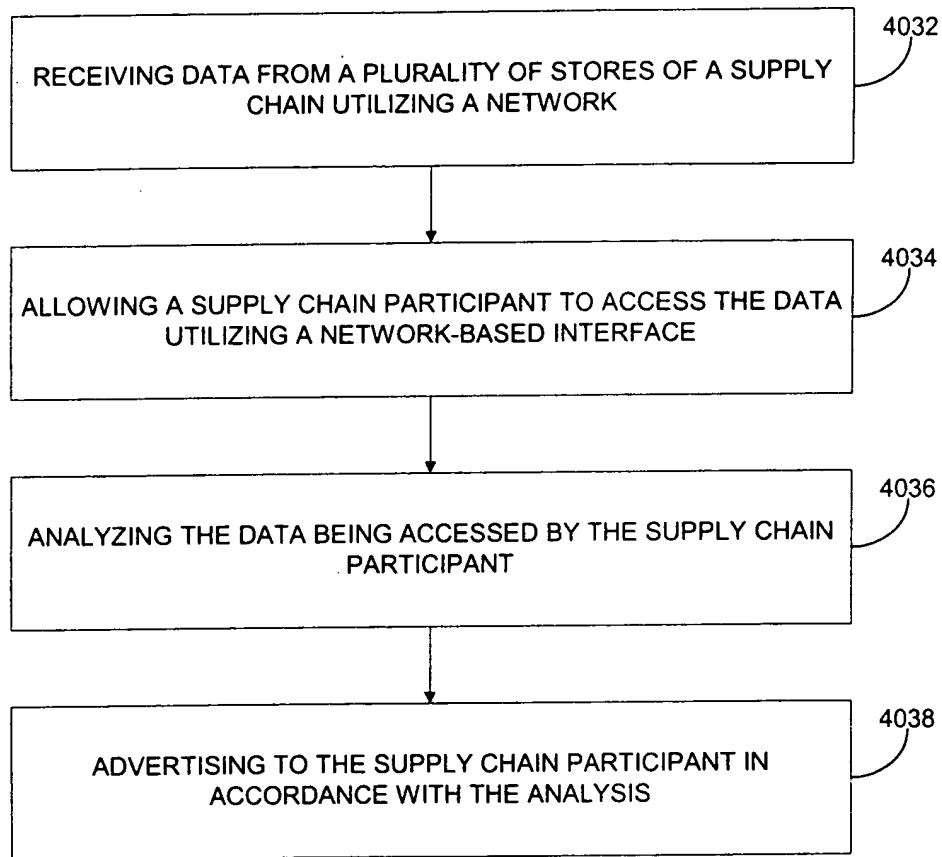 4032
RECEIVING DATA FROM A PLURALITY OF STORES OF A SUPPLY
CHAIN UTILIZING A NETWORK
4034
ALLOWING A SUPPLY CHAIN PARTICIPANT TO ACCESS THE DATA
UTILIZING A NETWORK-BASED INTERFACE
4036
ANALYZING THE DATA BEING ACCESSED BY THE SUPPLY CHAIN
PARTICIPANT
4038
ADVERTISING TO THE SUPPLY CHAIN PARTICIPANT IN
ACCORDANCE WITH THE ANALYSIS